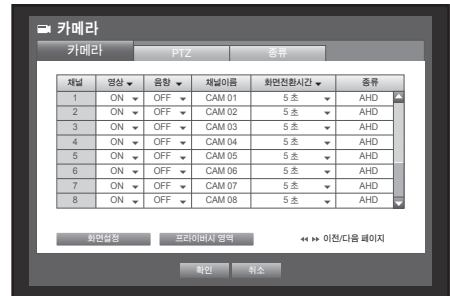 카메라
카메라 PTZ 종류
채널 영상 음향 채널이름 화면전환시간 종류
1 ON OFF CAM 01 5 초 AHD
2 ON OFF CAM 02 5 초 AHD
3 ON OFF CAM 03 5 초 AHD
4 ON OFF CAM 04 5 초 AHD
5 ON OFF CAM 05 5 초 AHD
6 ON OFF CAM 06 5 초 AHD
7 ON OFF CAM 07 5 초 AHD
8 ON OFF CAM 08 5 초 AHD
화면설정 프라이버시 영역 이전/다음 페이지
확인 취소